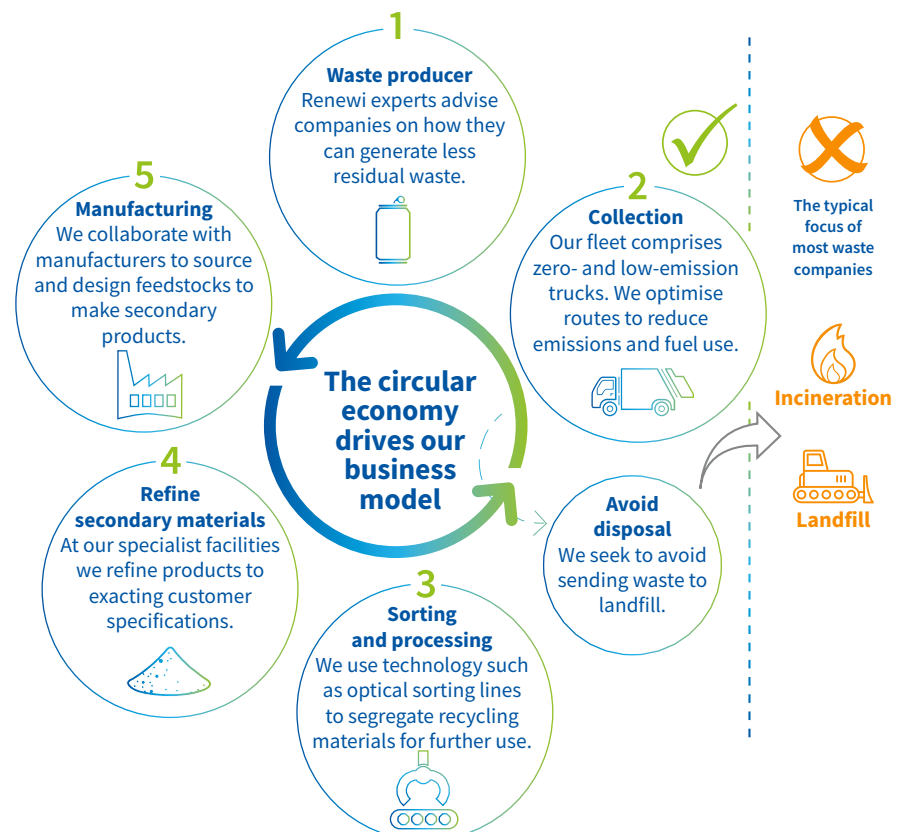 1
Waste producer
Renewi experts advise
companies on how they
can generate less
residual waste.
2
Collection
Our fleet comprises
zero- and low-emission
trucks. We optimise
routes to reduce
emissions and fuel use.
Avoid
disposal
We seek to avoid
sending waste to
landfill.
3
Sorting
and processing
We use technology such
as optical sorting lines
to segregate recycling
materials for further use.
4
Refine
secondary materials
At our specialist facilities
we refine products to
exacting customer
specifications.
5
Manufacturing
We collaborate with
manufacturers to source
and design feedstocks to
make secondary
products.
The circular
economy
drives our
business
model
The typical
focus of
most waste
companies
Incineration
Landfill